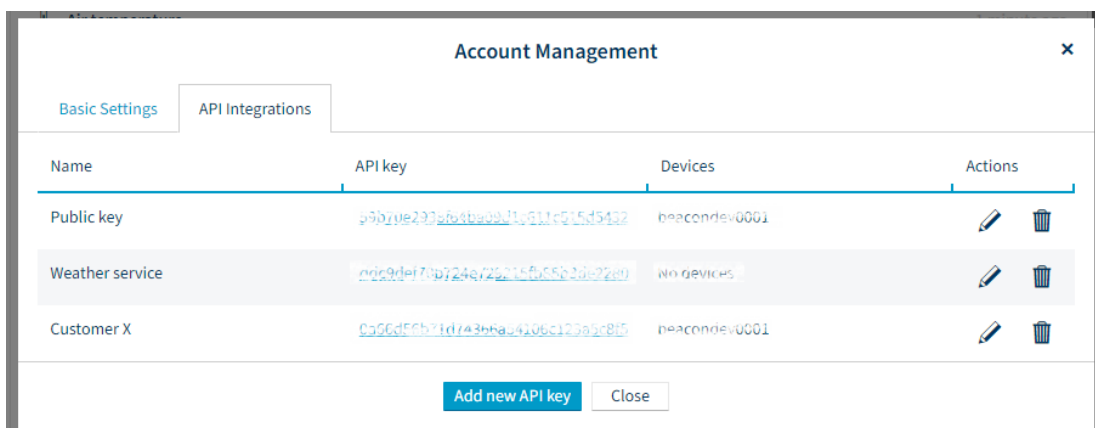 Account Management
Basic Settings API Integrations
Name API key Devices Actions
Public key
Weather service No devices
Customer X
Add new API key Close